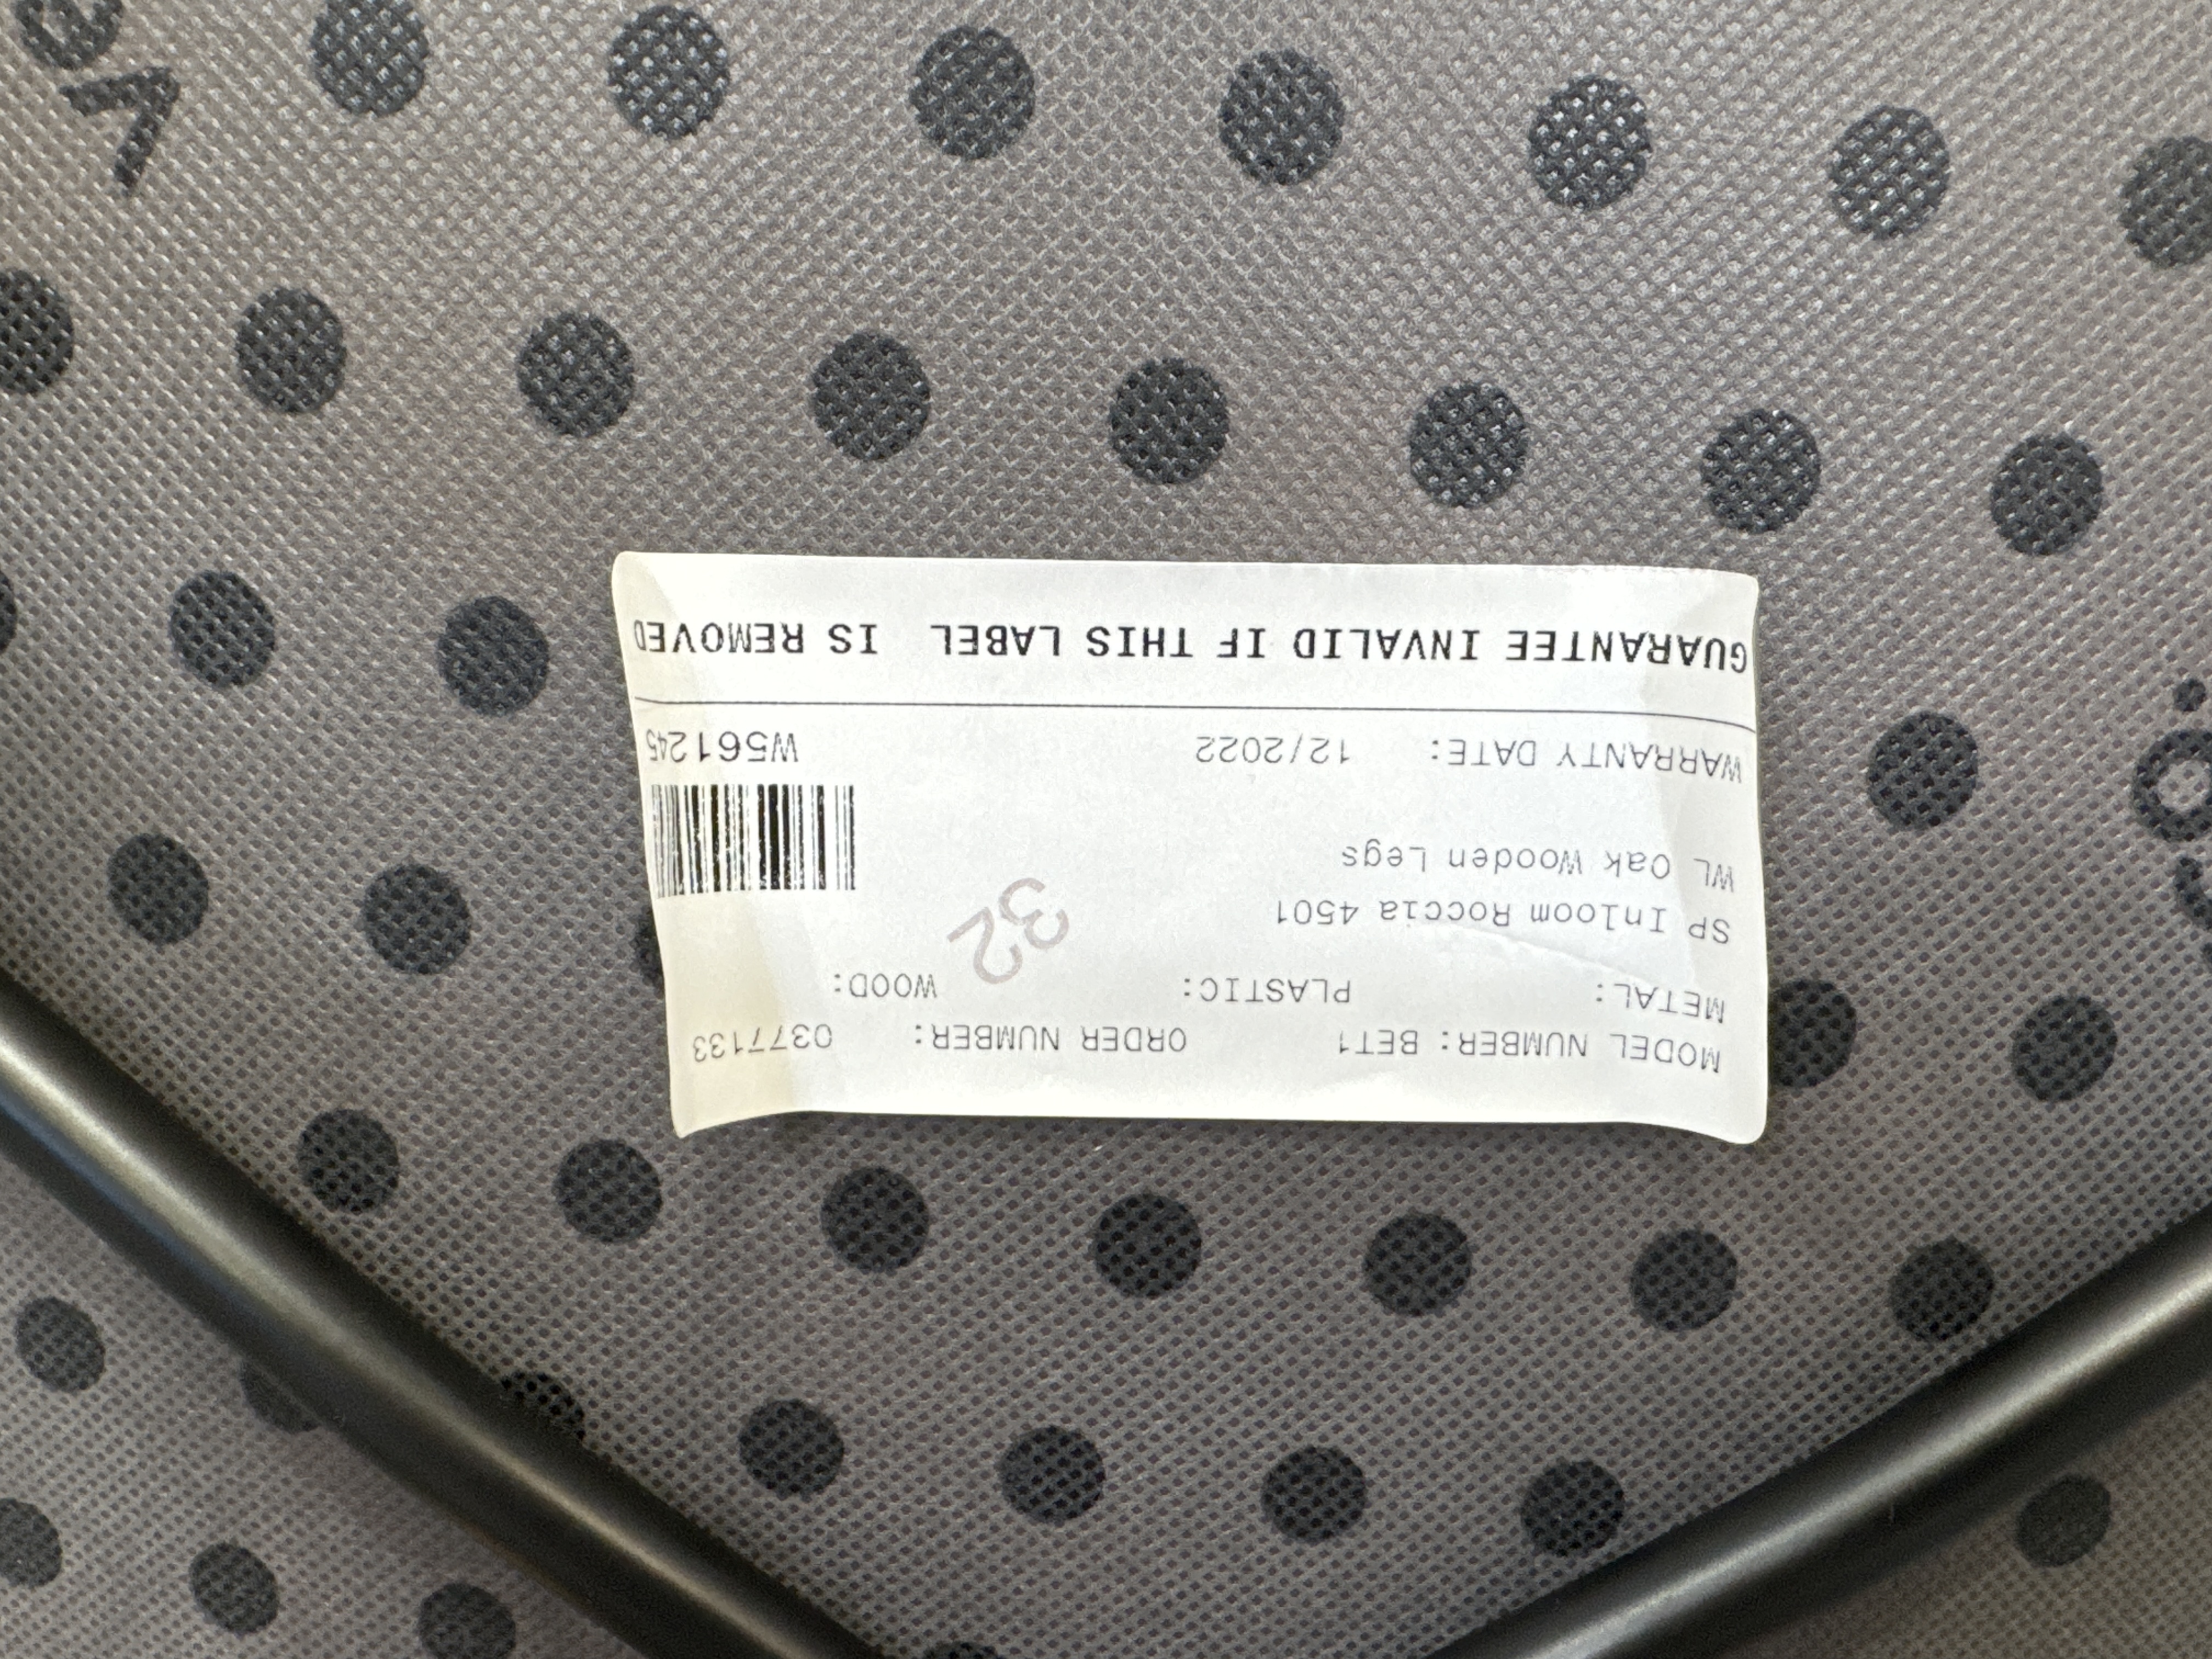 MODEL NUMBER: BET1 ORDER NUMBER: 0377133
METAL: PLASTIC: WOOD:
SP Inloom Roccia 4501
32
WL Oak Wooden Legs
WARRANTY DATE: 12/2022 W561245
GUARANTEE INVALID IF THIS LABEL IS REMOVED